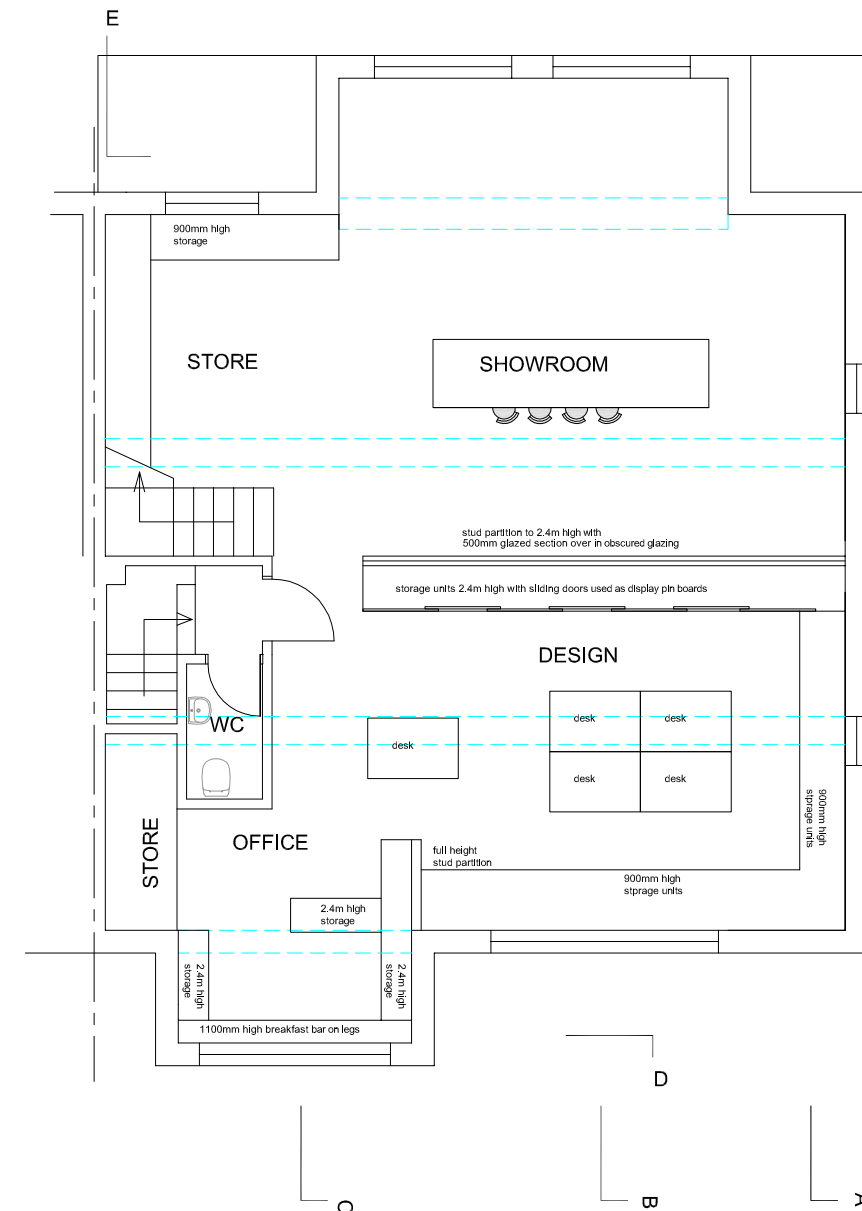 E
900mm high
storage
STORE
SHOWROOM
stud partition to 2.4m high with
500mm glazed section over in obscured glazing
storage units 2.4m high with sliding doors used as display pin boards
DESIGN
WC
desk
desk
desk
desk
desk
900mm high
stprage units
STORE
OFFICE
full height
stud partition
900mm high
stprage units
2.4m high
storage
2.4m high
storage
2.4m high
storage
1100mm high breakfast bar on legs
D
C
B
A